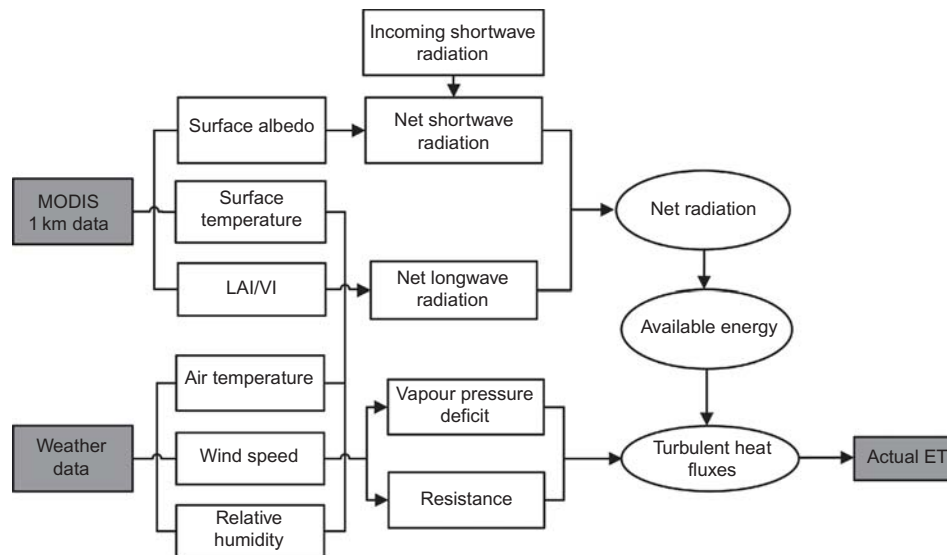 Incoming shortwave
radiation
Surface albedo
Net shortwave
radiation
MODIS
1 km data
Surface
temperature
Net radiation
LAI/VI
Net longwave
radiation
Available energy
Air temperature
Vapour pressure
deficit
Weather
data
Wind speed
Turbulent heat
fluxes
Actual ET
Resistance
Relative
humidity